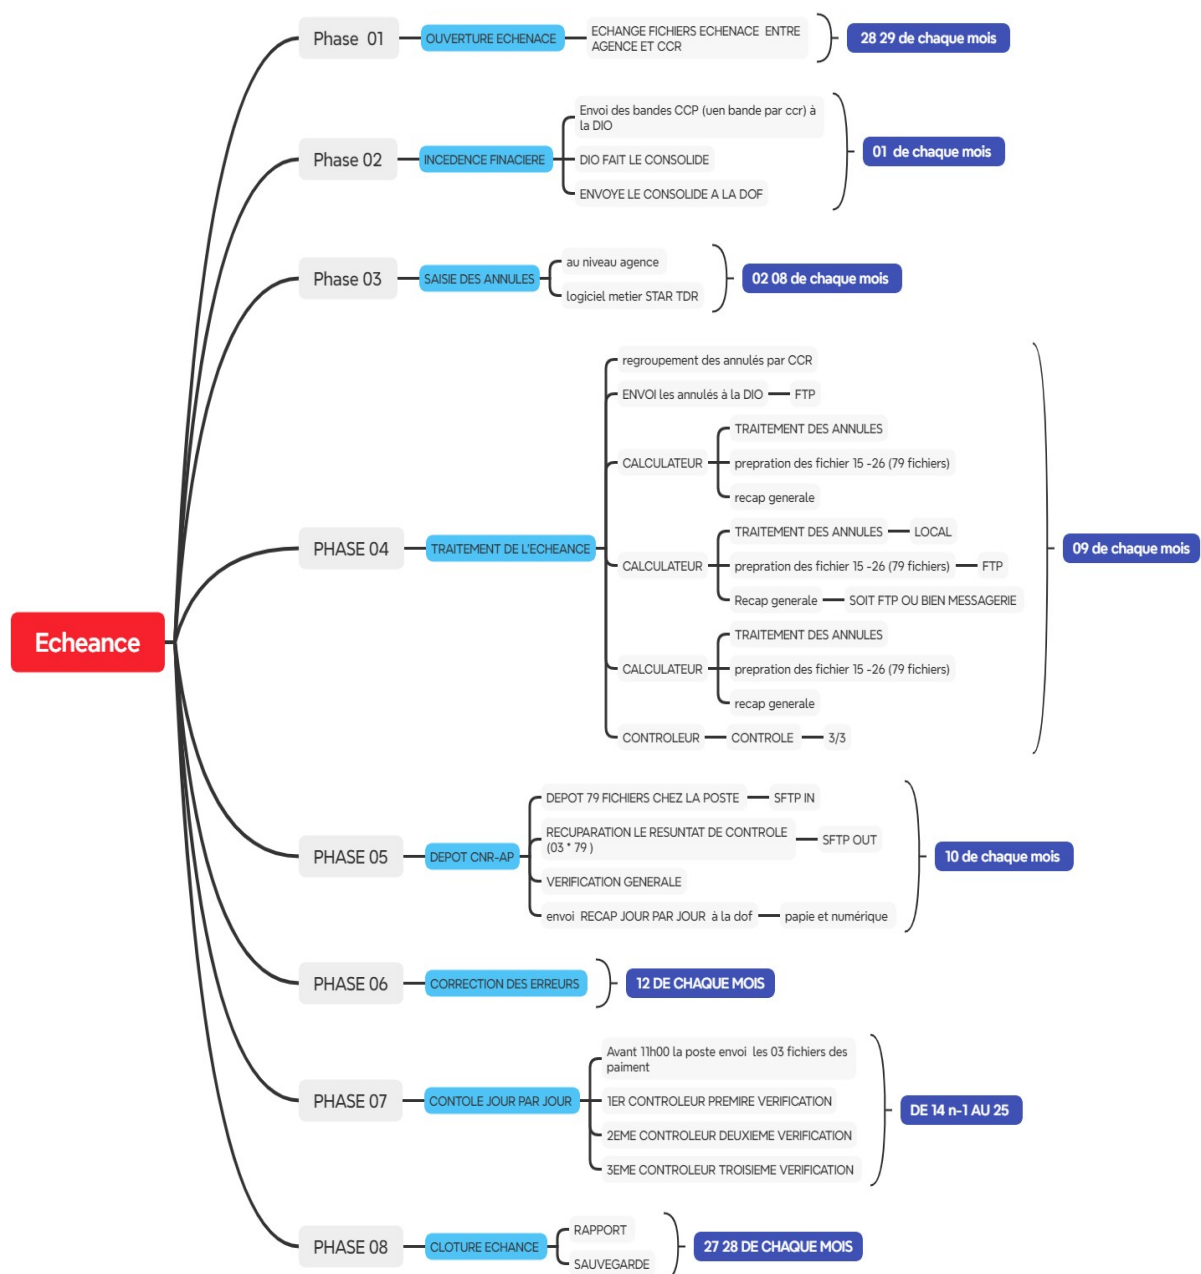 Echeance
Phase 01
OUVERTURE ECHENACE
ECHANGE FICHIERS ECHENACE ENTRE
AGENCE ET CCR
28 29 de chaque mois
Phase 02
INCEDENCE FINACIERE
Envoi des bandes CCP (uen bande par ccr) à
la DIO
DIO FAIT LE CONSOLIDE
ENVOYE LE CONSOLIDE A LA DOF
01 de chaque mois
Phase 03
SAISIE DES ANNULES
au niveau agence
logiciel metier STAR TDR
02 08 de chaque mois
PHASE 04
TRAITEMENT DE L'ECHEANCE
regroupement des annulés par CCR
ENVOI les annulés à la DIO
FTP
CALCULATEUR
TRAITEMENT DES ANNULES
prepration des fichier 15 -26 (79 fichiers)
recap generale
CALCULATEUR
TRAITEMENT DES ANNULES
LOCAL
prepration des fichier 15 -26 (79 fichiers)
FTP
Recap generale
SOIT FTP OU BIEN MESSAGERIE
CALCULATEUR
TRAITEMENT DES ANNULES
prepration des fichier 15 -26 (79 fichiers)
recap generale
CONTROLEUR
CONTROLE
3/3
09 de chaque mois
PHASE 05
DEPOT CNR-AP
DEPOT 79 FICHIERS CHEZ LA POSTE
SFTP IN
RECUPARATION LE RESUNTAT DE CONTROLE
(03 * 79 )
SFTP OUT
VERIFICATION GENERALE
envoi RECAP JOUR PAR JOUR à la dof
papie et numérique
10 de chaque mois
PHASE 06
CORRECTION DES ERREURS
12 DE CHAQUE MOIS
PHASE 07
CONTOLE JOUR PAR JOUR
Avant 11h00 la poste envoi les 03 fichiers des
paiment
1ER CONTROLEUR PREMIRE VERIFICATION
2EME CONTROLEUR DEUXIEME VERIFICATION
3EME CONTROLEUR TROISIEME VERIFICATION
DE 14 n-1 AU 25
PHASE 08
CLOTURE ECHANCE
RAPPORT
SAUVEGARDE
27 28 DE CHAQUE MOIS